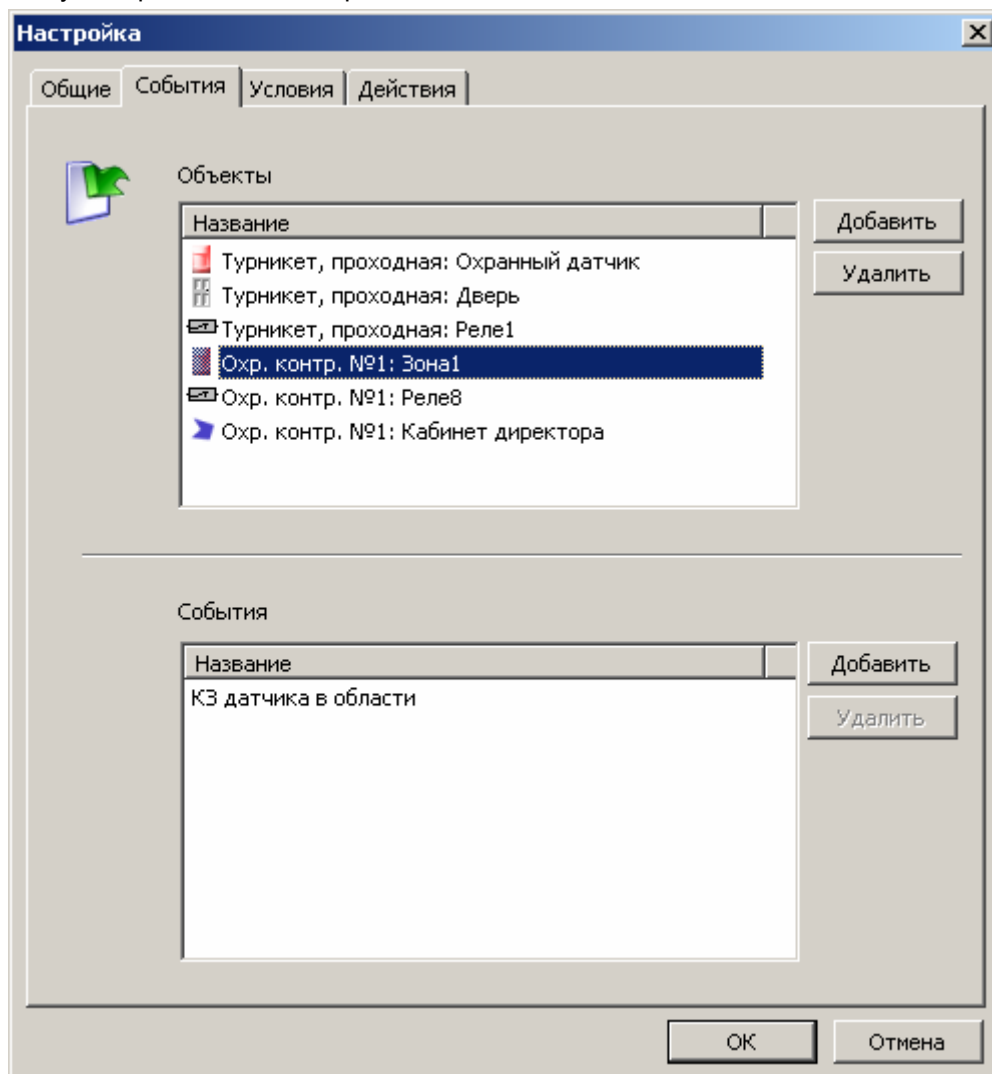 Настройка
Общие События Условия Действия
Объекты
Название
Добавить
Турникет, проходная: Охранный датчик
Удалить
Турникет, проходная: Дверь
Турникет, проходная: Реле1
Охр. контр. №1: Зона1
Охр. контр. №1: Реле8
Охр. контр. №1: Кабинет директора
События
Название
Добавить
КЗ датчика в области
Удалить
ОК
Отмена